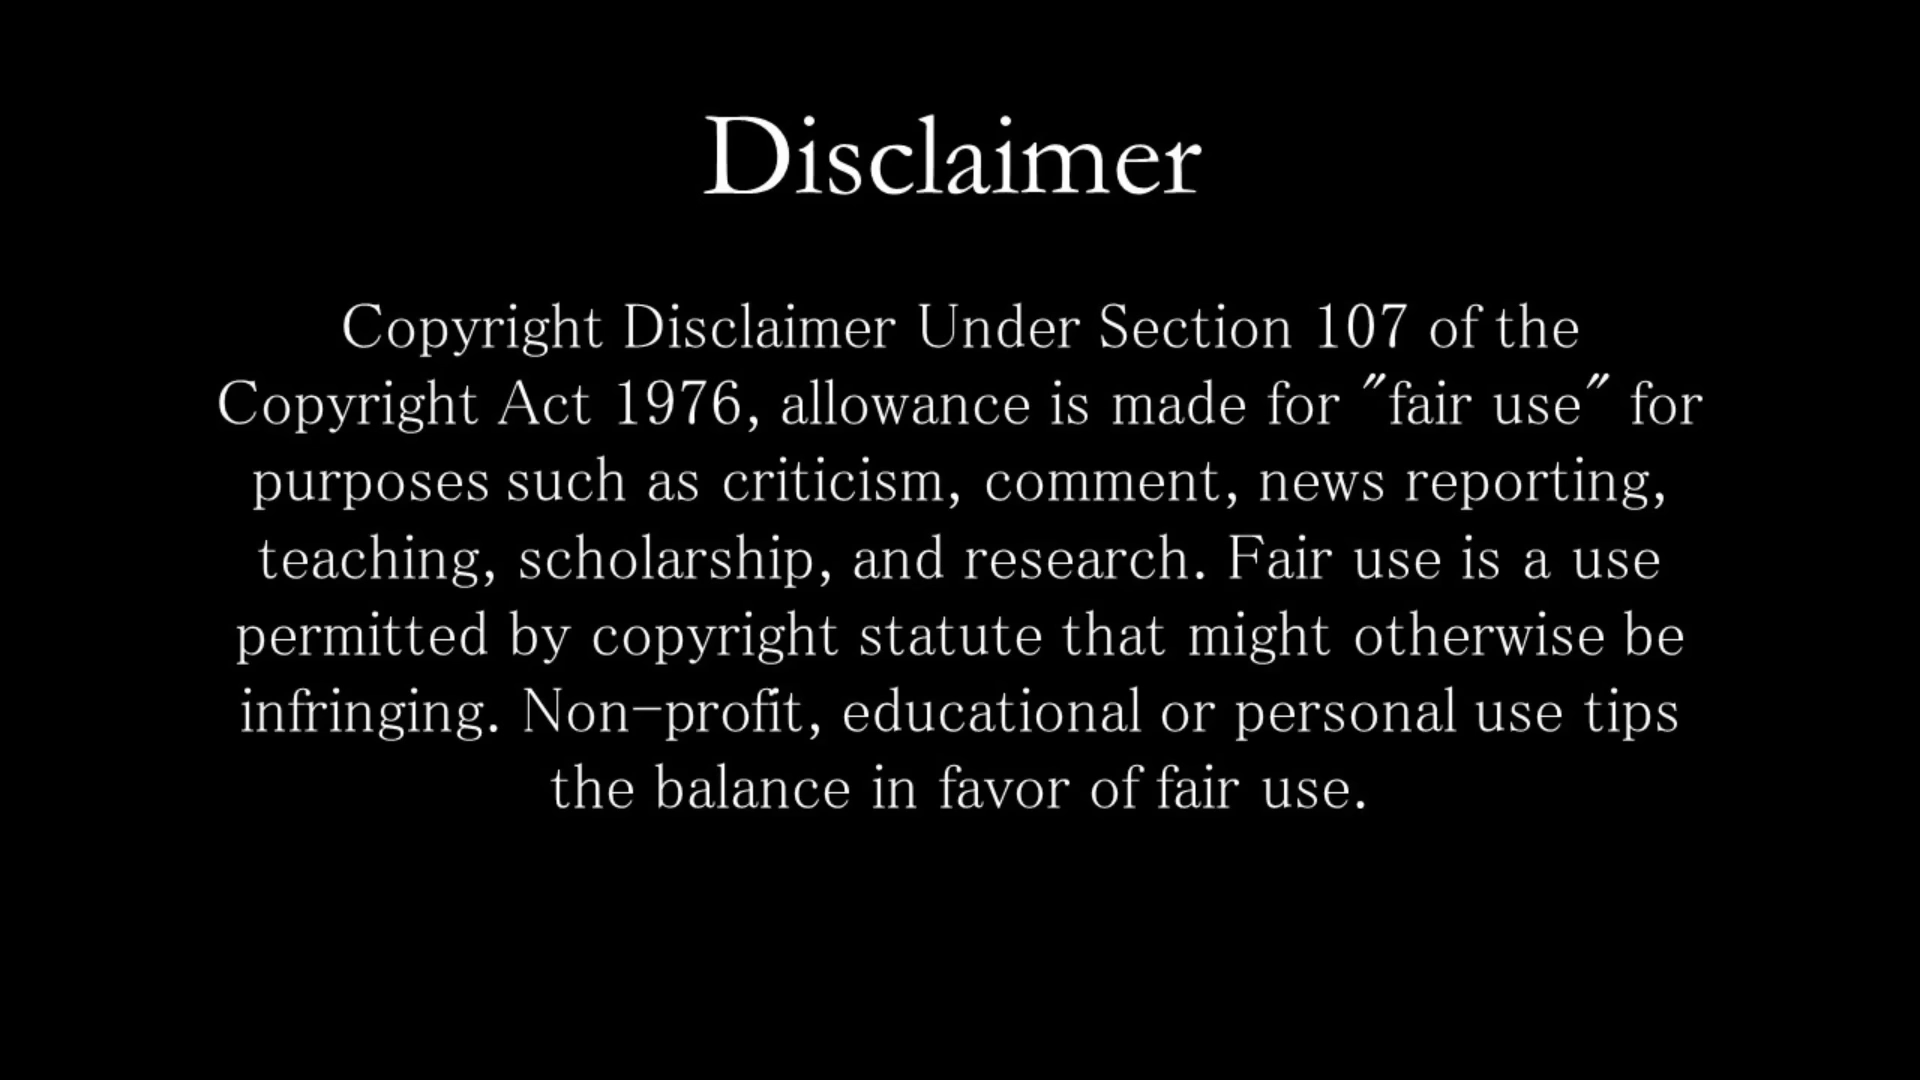 Disclaimer
Copyright Disclaimer Under Section 107 of the
Copyright Act 1976, allowance is made for "fair use" for
purposes such as criticism, comment, news reporting,
teaching, scholarship, and research. Fair use is a use
permitted by copyright statute that might otherwise be
infringing. Non-profit, educational or personal use tips
the balance in favor of fair use.